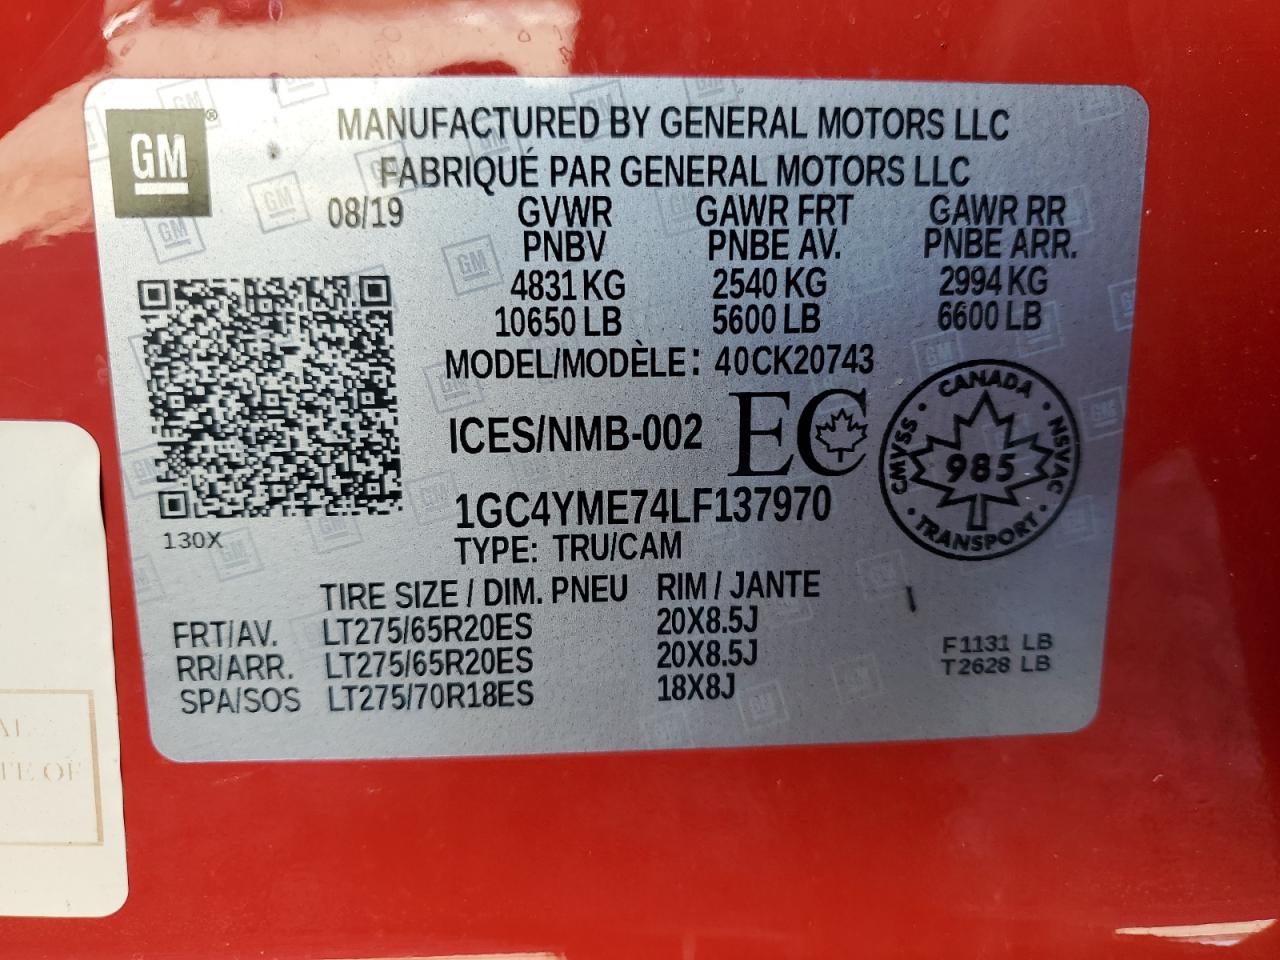 GM ®
MANUFACTURED BY GENERAL MOTORS LLC
FABRIQUÉ PAR GENERAL MOTORS LLC
08/19 GVWR GAWR FRT GAWR RR
PNBV PNBE AV. PNBE ARR.
4831 KG 2540 KG 2994 KG
10650 LB 5600 LB 6600 LB
MODEL/MODÈLE: 40CK20743
ICES/NMB-002 EC
CANADA
CMVSS 985 NSVAC
TRANSPORT
1GC4YME74LF137970
130X
TYPE: TRU/CAM
TIRE SIZE / DIM. PNEU RIM / JANTE
FRT/AV. LT275/65R20ES 20X8.5J
RR/ARR. LT275/65R20ES 20X8.5J
SPA/SOS LT275/70R18ES 18X8J
F1131 LB
T2628 LB
OF